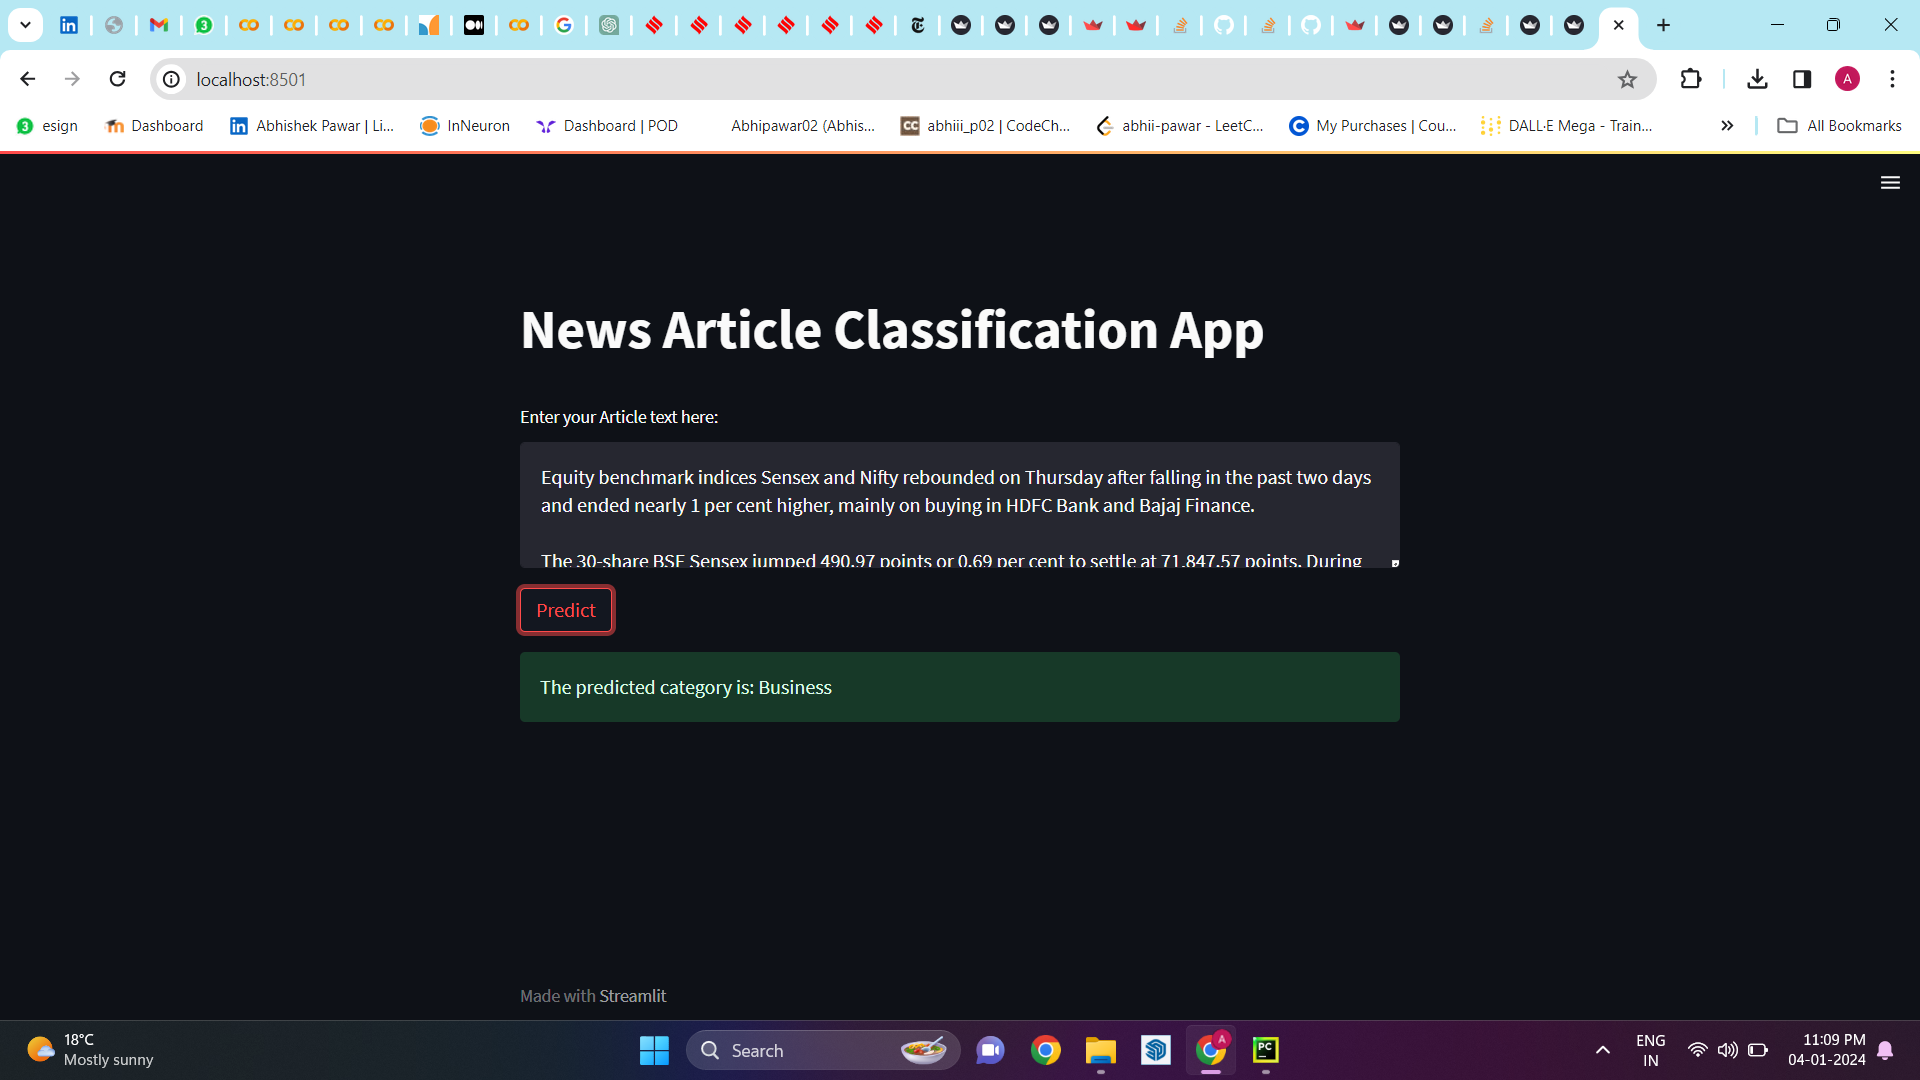 localhost:8501
A
3 esign
Dashboard
in Abhishek Pawar | Li...
InNeuron
Dashboard | POD
Abhipawar02 (Abhis...
CC abhiii_p02 | CodeCh...
abhii-pawar - LeetC...
C My Purchases | Cou...
DALL·E Mega - Train...
All Bookmarks
News Article Classification App
Enter your Article text here:
Equity benchmark indices Sensex and Nifty rebounded on Thursday after falling in the past two days
and ended nearly 1 per cent higher, mainly on buying in HDFC Bank and Bajaj Finance.
The 30-share BSE Sensex jumped 490.97 points or 0.69 per cent to settle at 71,847.57 points. During
Predict
The predicted category is: Business
Made with Streamlit
18°C
Mostly sunny
Search
A
PC
ENG
IN
11:09 PM
04-01-2024